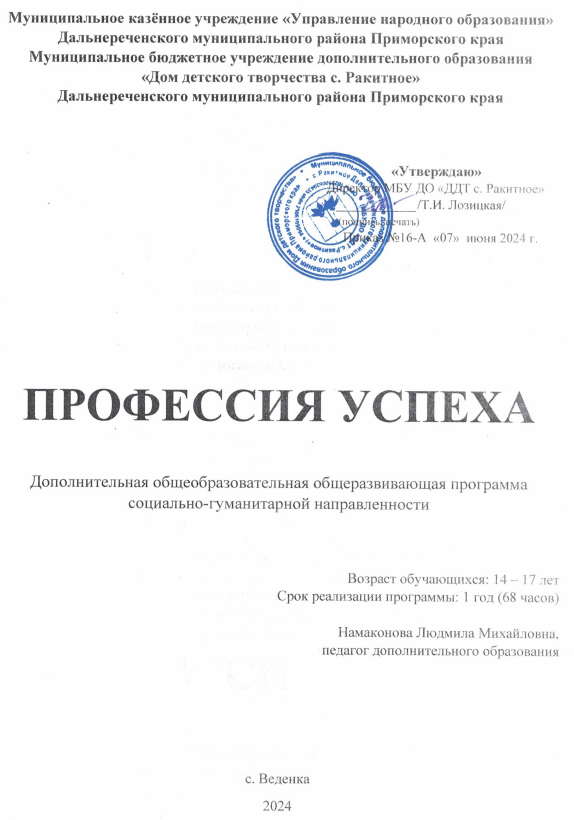 Муниципальное казённое учреждение «Управление народного образования»
Дальнереченского муниципального района Приморского края
Муниципальное бюджетное учреждение дополнительного образования
«Дом детского творчества с. Ракитное»
Дальнереченского муниципального района Приморского края
«Утверждаю»
Директор МБУ ДО «ДДТ с. Ракитное»
/Т.И. Лозицкая/
Приказ №16-А «07» июня 2024 г.
ПРОФЕССИЯ УСПЕХА
Дополнительная общеобразовательная общеразвивающая программа
социально-гуманитарной направленности
Возраст обучающихся: 14 – 17 лет
Срок реализации программы: 1 год (68 часов)
Намаконова Людмила Михайловна,
педагог дополнительного образования
с. Веденка
2024